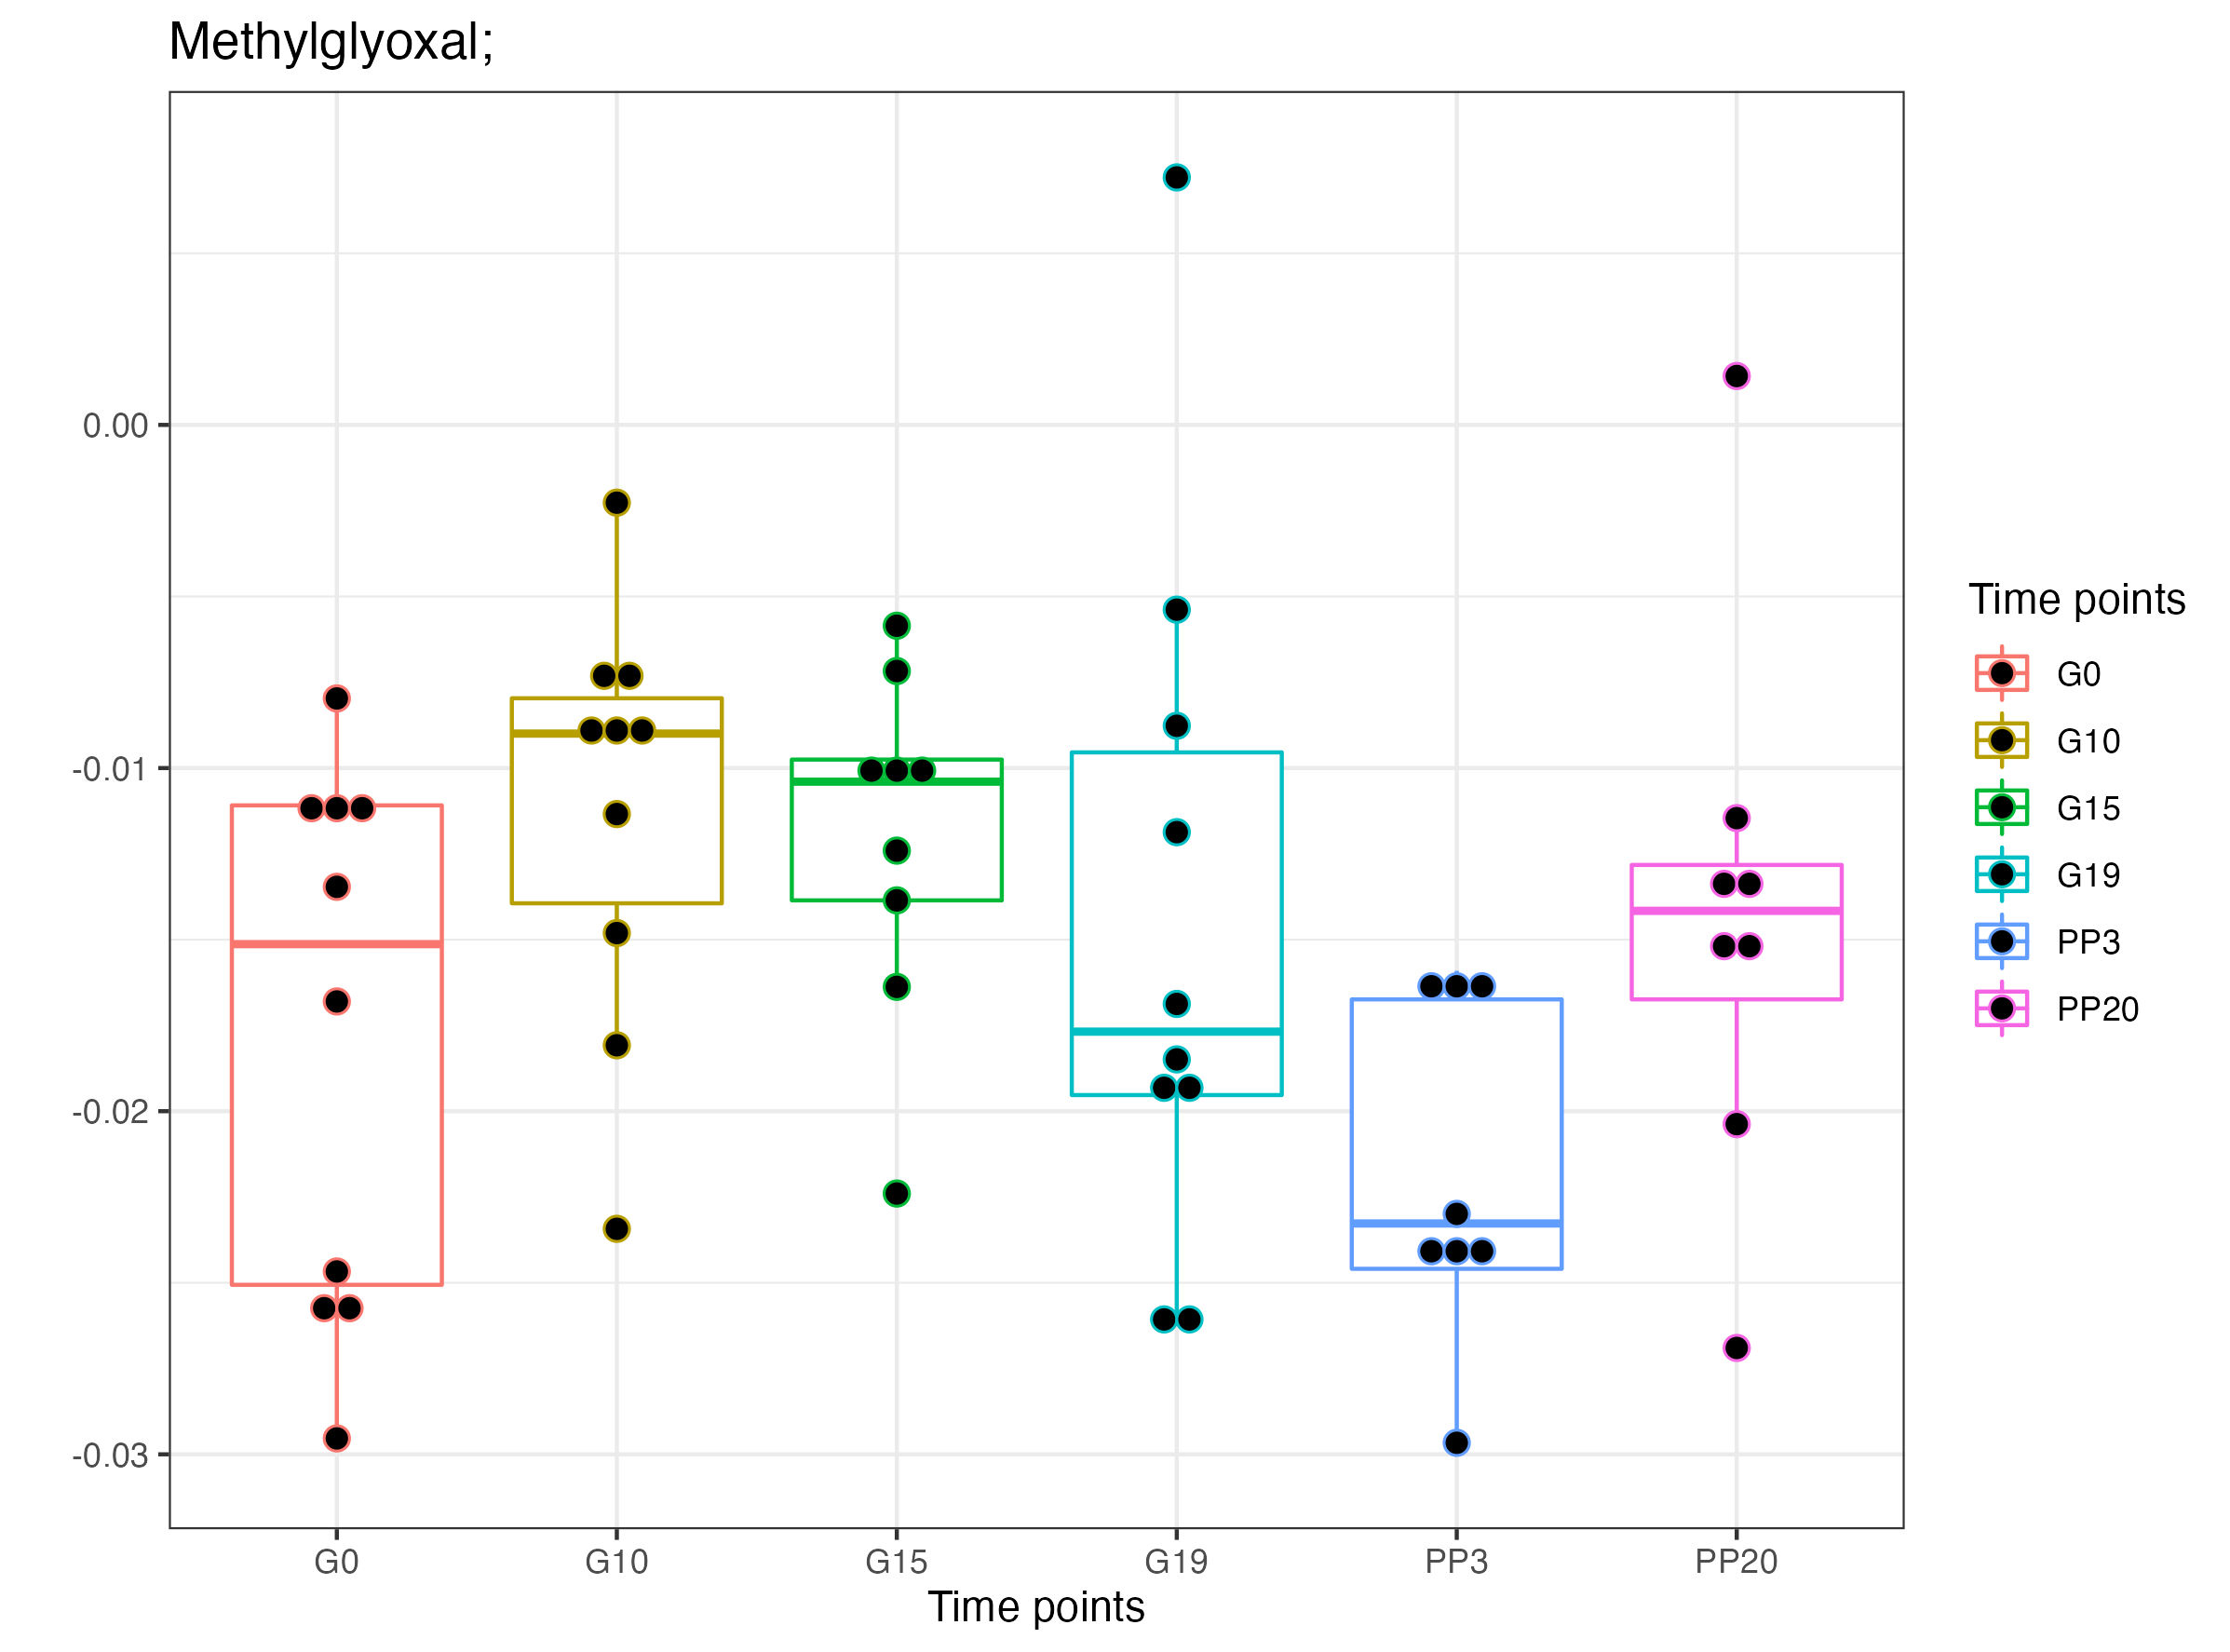 Methylglyoxal;
0.00
-0.01
-0.02
-0.03
G0 G10 G15 G19 PP3 PP20
Time points
Time points
G0
G10
G15
G19
PP3
PP20